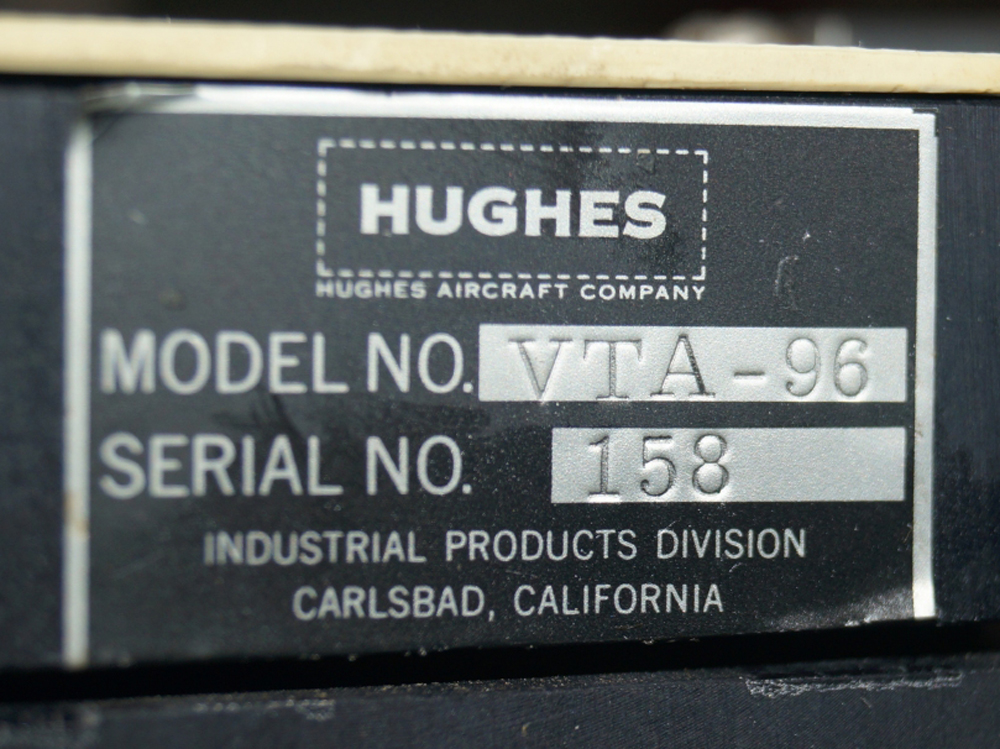 HUGHES
HUGHES AIRCRAFT COMPANY
MODEL NO. VTA-96
SERIAL NO. 158
INDUSTRIAL PRODUCTS DIVISION
CARLSBAD, CALIFORNIA